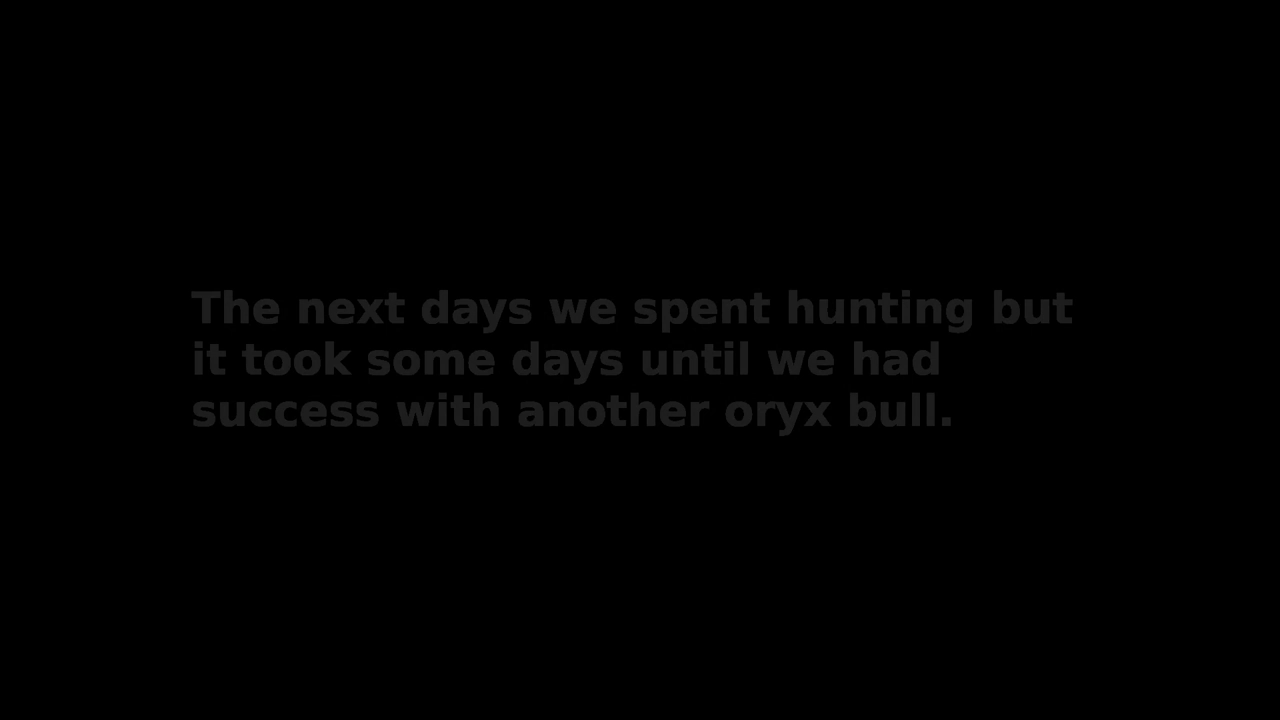 The next days we spent hunting but
it took some days until we had
success with another oryx bull.